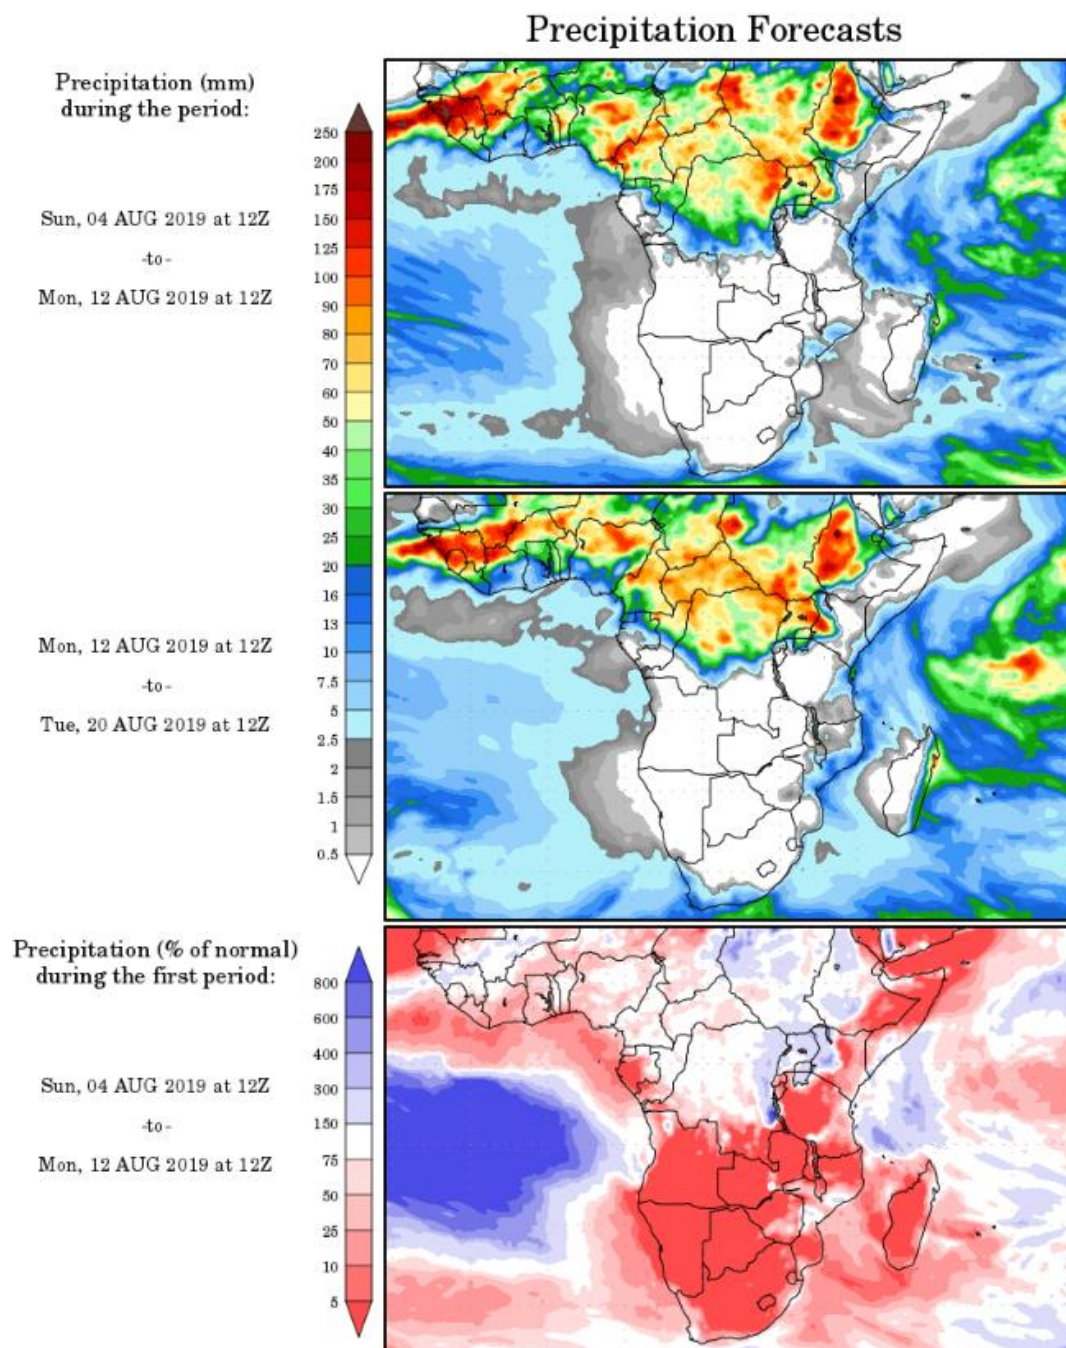 Precipitation Forecasts
Precipitation (mm)
during the period:
Sun, 04 AUG 2019 at 12Z
-to-
Mon, 12 AUG 2019 at 12Z
Mon, 12 AUG 2019 at 12Z
-to-
Tue, 20 AUG 2019 at 12Z
250
200
175
150
125
100
90
80
70
60
50
40
35
30
25
20
16
13
10
7.5
5
2.5
2
1.5
1
0.5
Precipitation (% of normal)
during the first period:
Sun, 04 AUG 2019 at 12Z
-to-
Mon, 12 AUG 2019 at 12Z
800
600
400
300
150
75
50
25
10
5